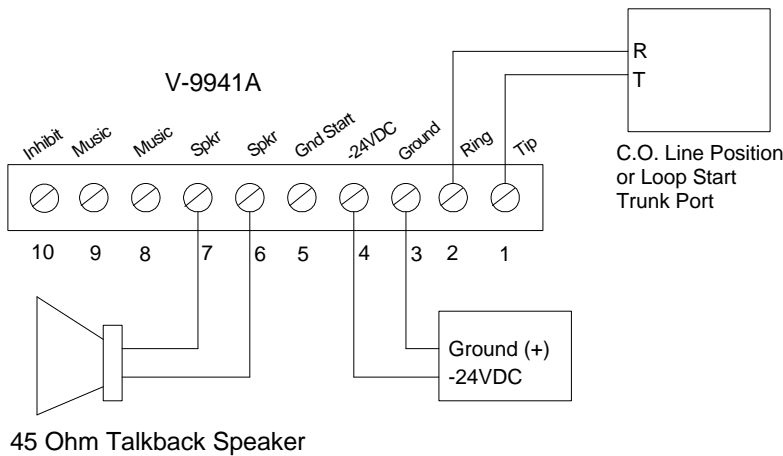 V-9941A
R
T
C.O. Line Position
or Loop Start
Trunk Port
Inhibit Music Music Spkr Spkr Gnd Start -24VDC Ground Ring Tip
10 9 8 7 6 5 4 3 2 1
Ground (+)
-24VDC
45 Ohm Talkback Speaker